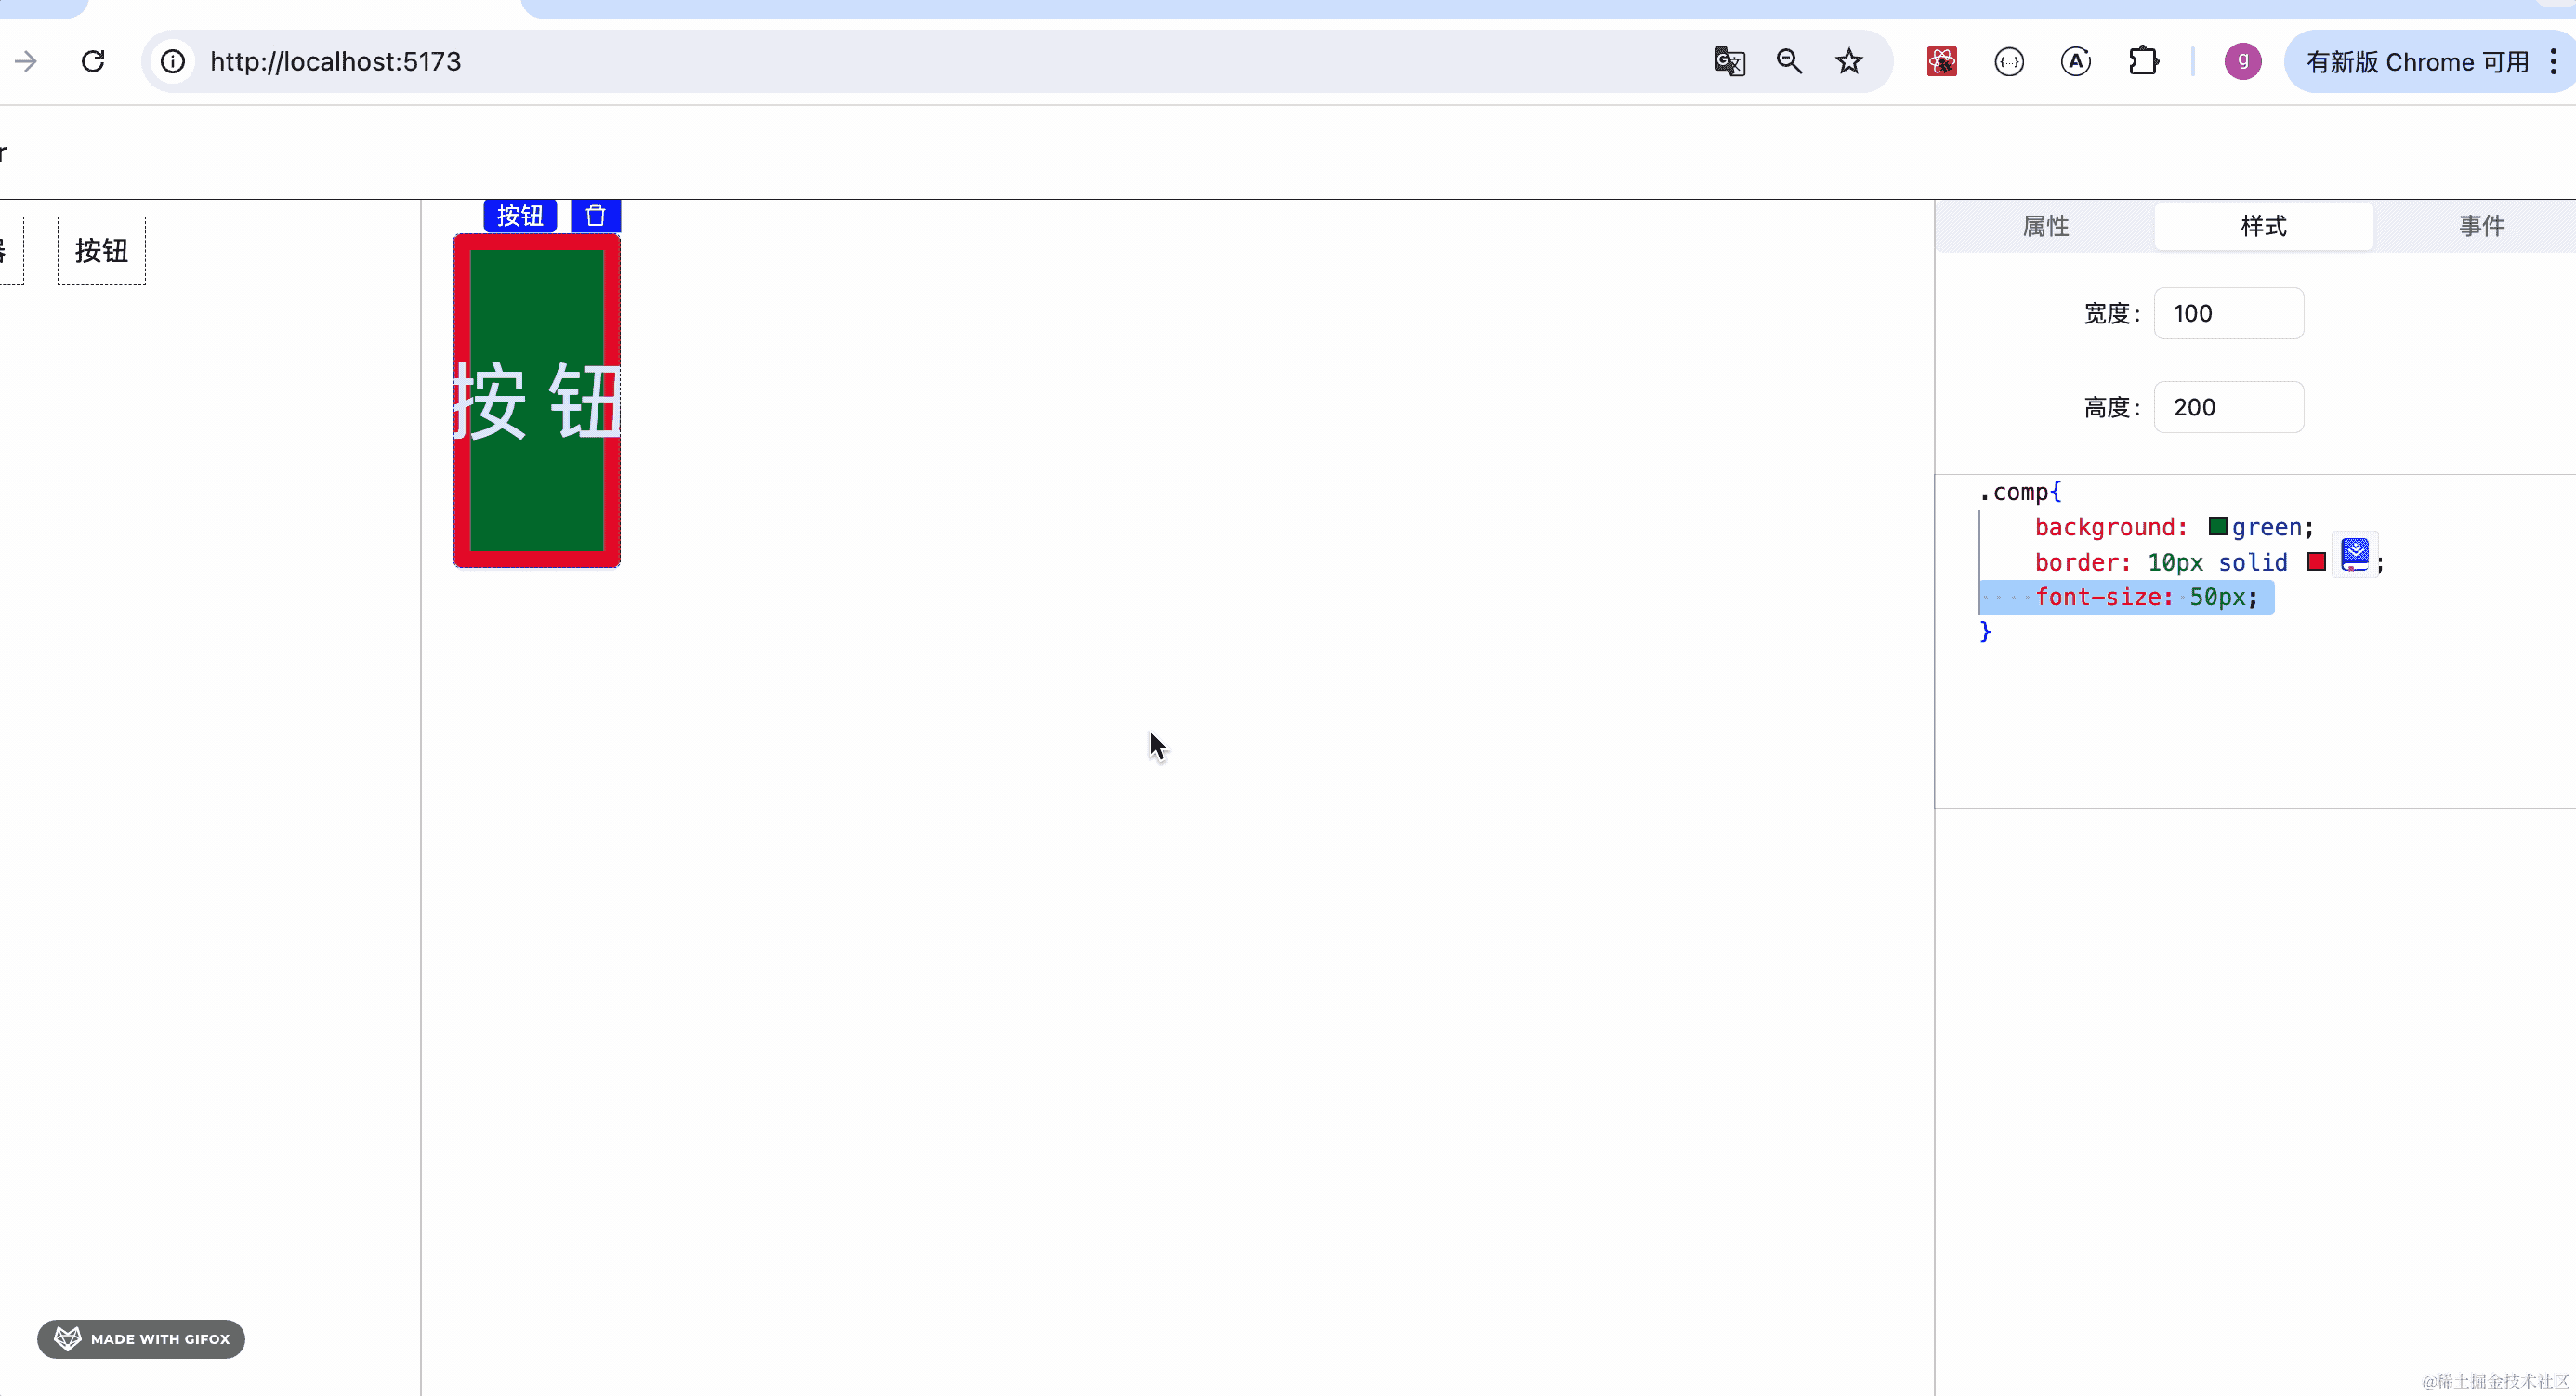 http://localhost:5173
g
有新版 Chrome 可用
r
按钮
按钮
按 钮
属性
样式
事件
宽度:
100
高度:
200
.comp{
background: green;
border: 10px solid ;
font-size: 50px;
}
MADE WITH GIFOX
@稀土掘金技术社区